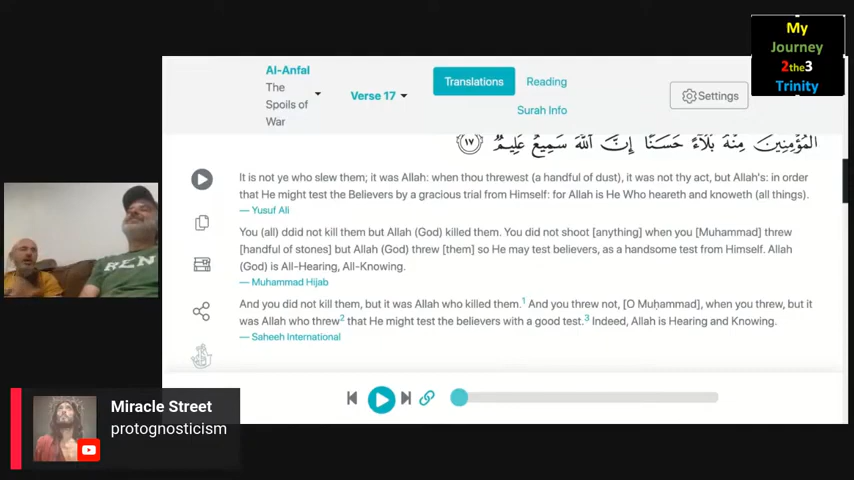 My
Journey
2the3
Trinity
Al-Anfal
The
Spoils of
War
Verse 17
Translations
Reading
Surah Info
Settings
الْمُؤْمِنِينَ مِنْهُ بَلَاءً حَسَنًا إِنَّ اللَّهَ سَمِيعٌ عَلِيمٌ ١٧
It is not ye who slew them; it was Allah: when thou threwest (a handful of dust), it was not thy act, but Allah's: in order
that He might test the Believers by a gracious trial from Himself: for Allah is He Who heareth and knoweth (all things).
— Yusuf Ali
You (all) ddid not kill them but Allah (God) killed them. You did not shoot [anything] when you [Muhammad] threw
[handful of stones] but Allah (God) threw [them] so He may test believers, as a handsome test from Himself. Allah
(God) is All-Hearing, All-Knowing.
— Muhammad Hijab
And you did not kill them, but it was Allah who killed them.1 And you threw not, [O Muḥammad], when you threw, but it
was Allah who threw2 that He might test the believers with a good test.3 Indeed, Allah is Hearing and Knowing.
— Saheeh International
REN
Miracle Street
protognosticism